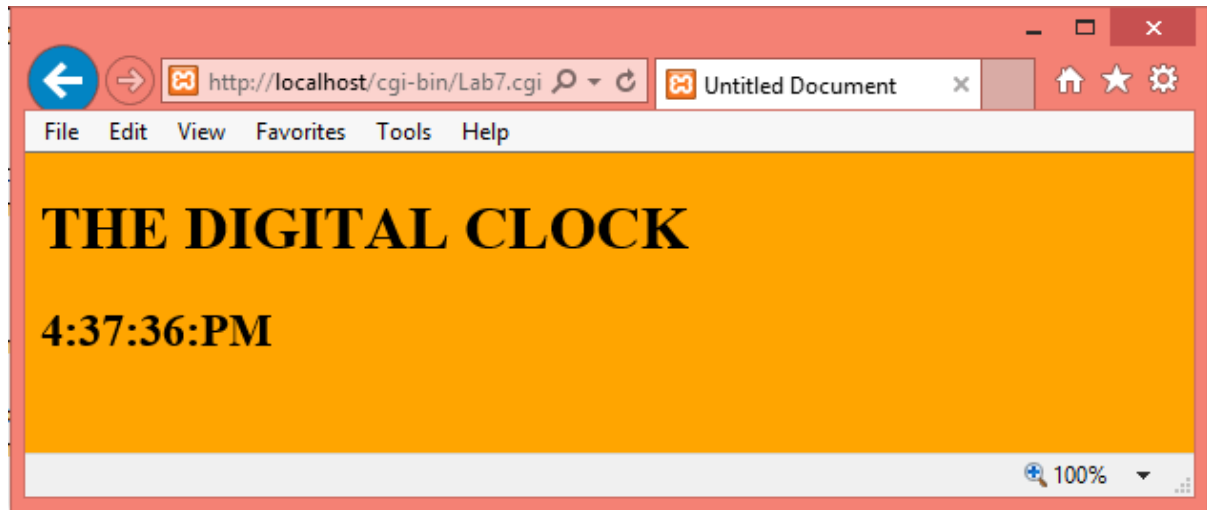 http://localhost/cgi-bin/Lab7.cgi Untitled Document
File Edit View Favorites Tools Help
THE DIGITAL CLOCK
4:37:36:PM
100%